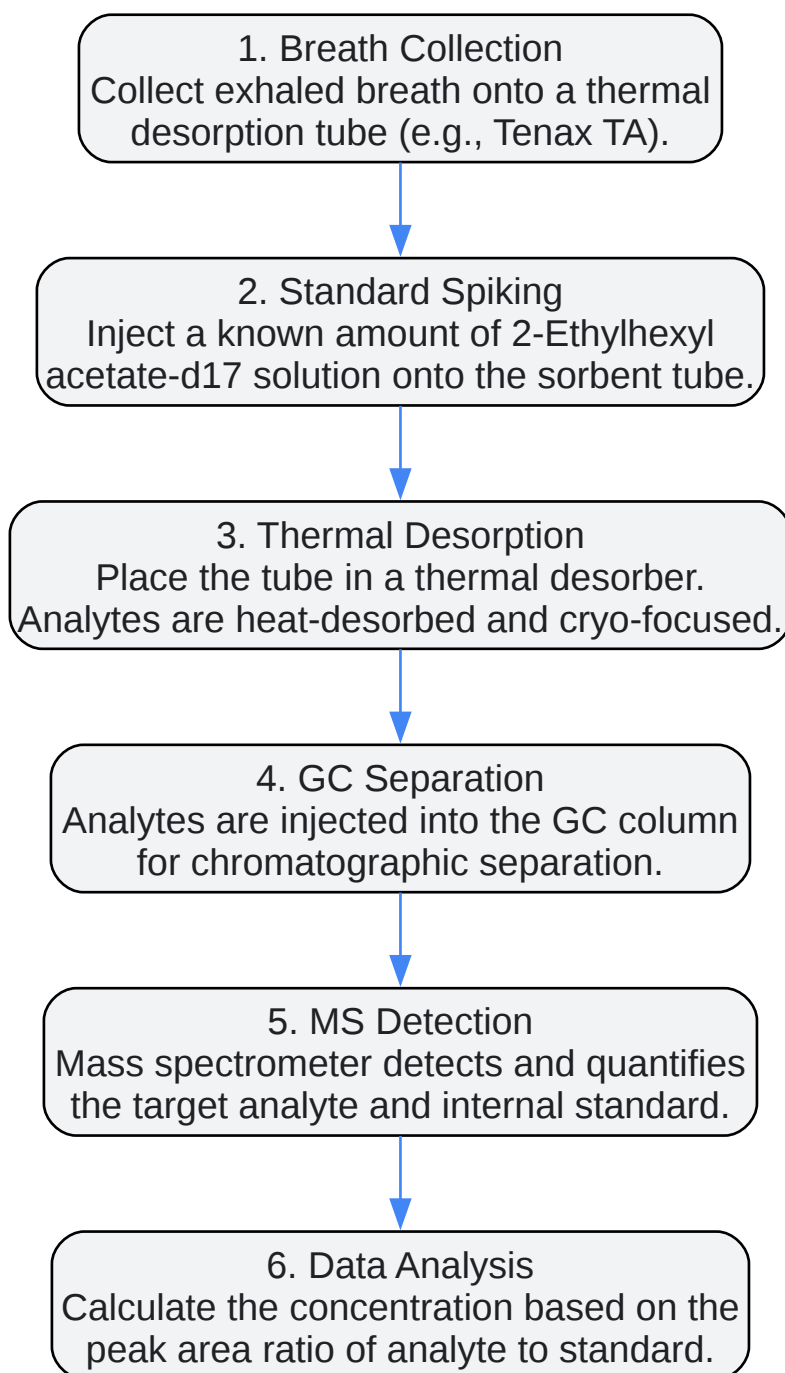 1. Breath Collection
Collect exhaled breath onto a thermal
desorption tube (e.g., Tenax TA).
2. Standard Spiking
Inject a known amount of 2-Ethylhexyl
acetate-d17 solution onto the sorbent tube.
3. Thermal Desorption
Place the tube in a thermal desorber.
Analytes are heat-desorbed and cryo-focused.
4. GC Separation
Analytes are injected into the GC column
for chromatographic separation.
5. MS Detection
Mass spectrometer detects and quantifies
the target analyte and internal standard.
6. Data Analysis
Calculate the concentration based on the
peak area ratio of analyte to standard.